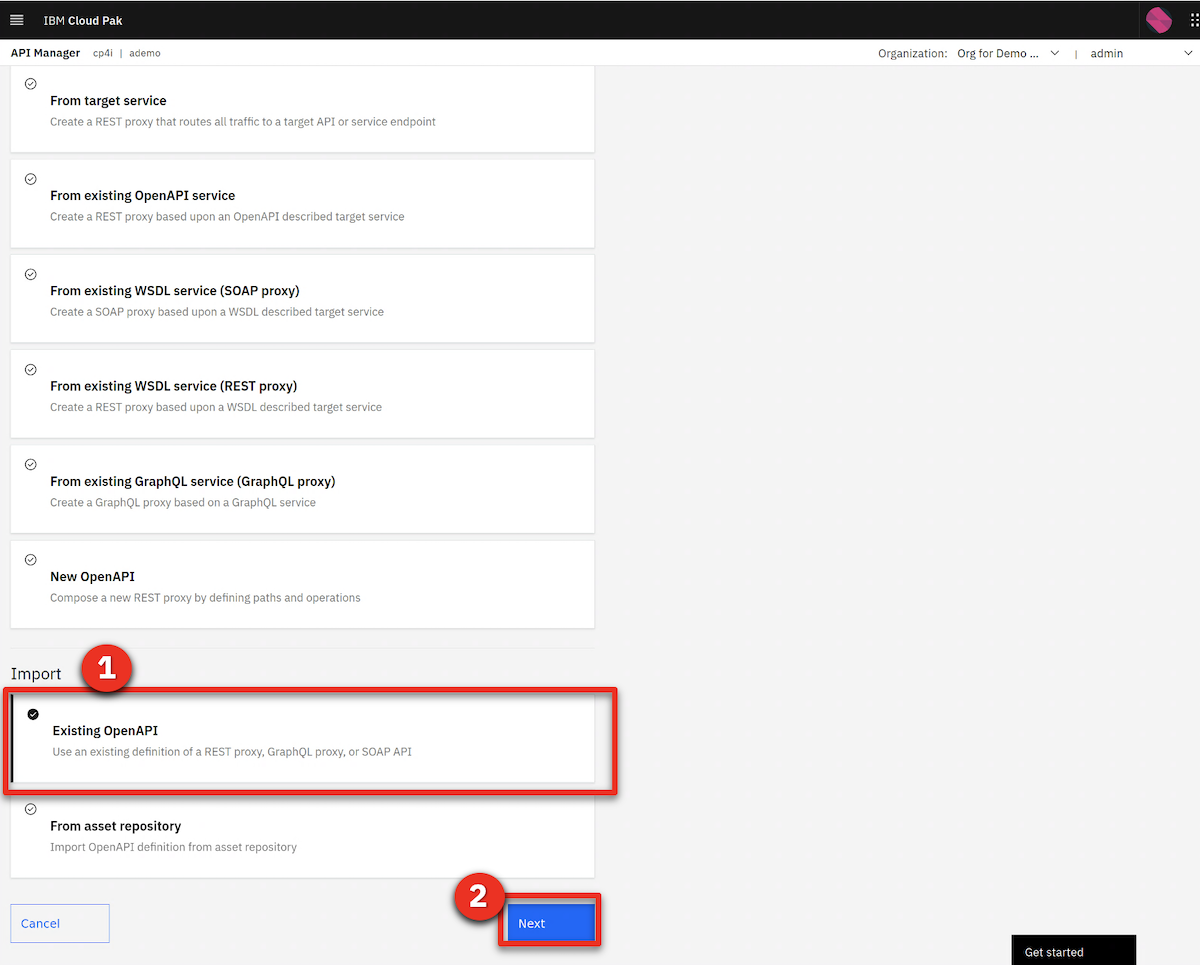 IBM Cloud Pak
API Manager cp4i | ademo Organization: Org for Demo ... | admin
From target service
Create a REST proxy that routes all traffic to a target API or service endpoint
From existing OpenAPI service
Create a REST proxy based upon an OpenAPI described target service
From existing WSDL service (SOAP proxy)
Create a SOAP proxy based upon a WSDL described target service
From existing WSDL service (REST proxy)
Create a REST proxy based upon a WSDL described target service
From existing GraphQL service (GraphQL proxy)
Create a GraphQL proxy based on a GraphQL service
New OpenAPI
Compose a new REST proxy by defining paths and operations
Import 1
Existing OpenAPI
Use an existing definition of a REST proxy, GraphQL proxy, or SOAP API
From asset repository
Import OpenAPI definition from asset repository
2
Cancel Next
Get started